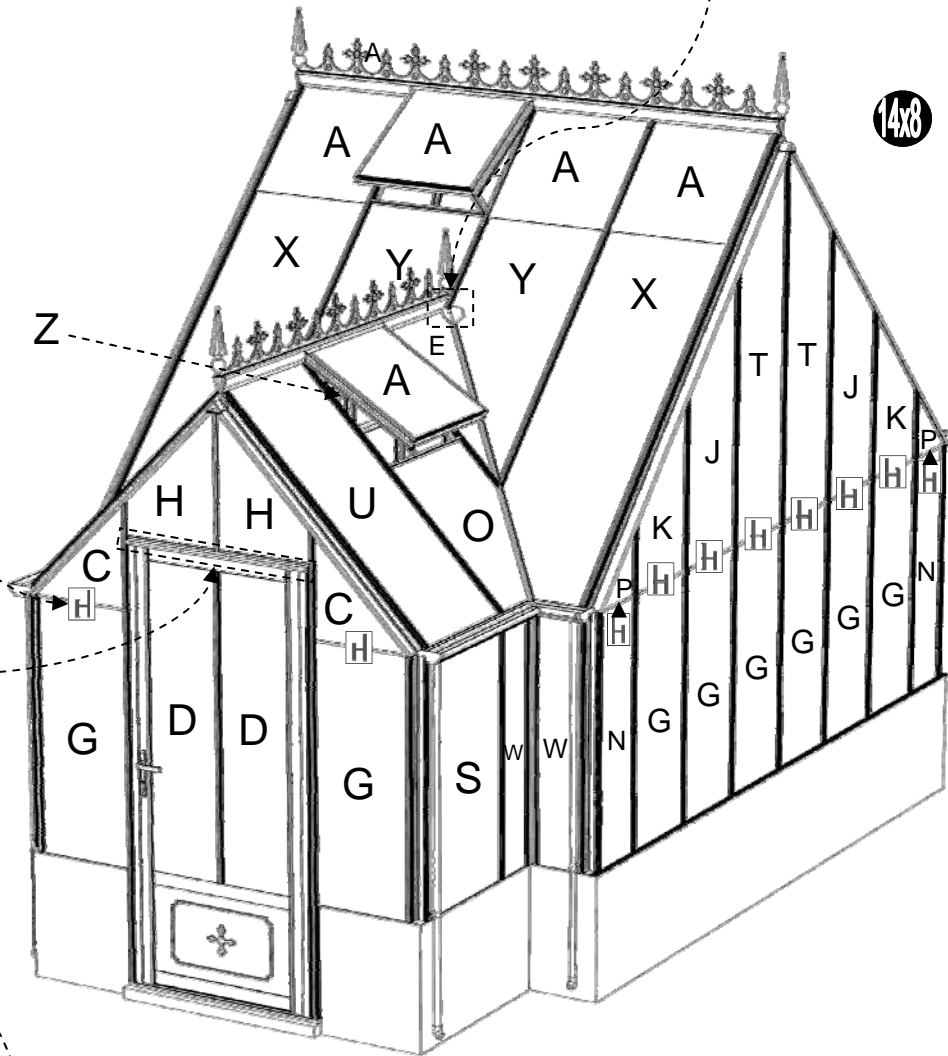 A
14x8
A A A A
X Y Y X
Z
E
A
T T
J J
K K
P P
H H
U O
C C
H H H H H H H H H H
N N
G G G G G G
G D D G
S W W